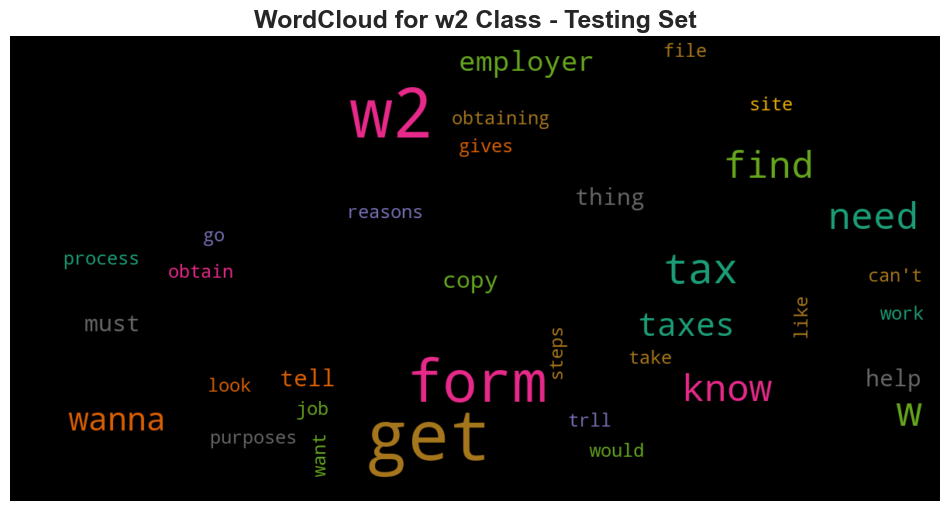 WordCloud for w2 Class - Testing Set
file
employer
w2
site
obtaining
gives
find
thing
reasons
need
go
process
obtain
tax
can't
copy
work
must
taxes
like
steps
take
tell
look
form
know
help
job
wanna
w
trll
get
purposes
want
would